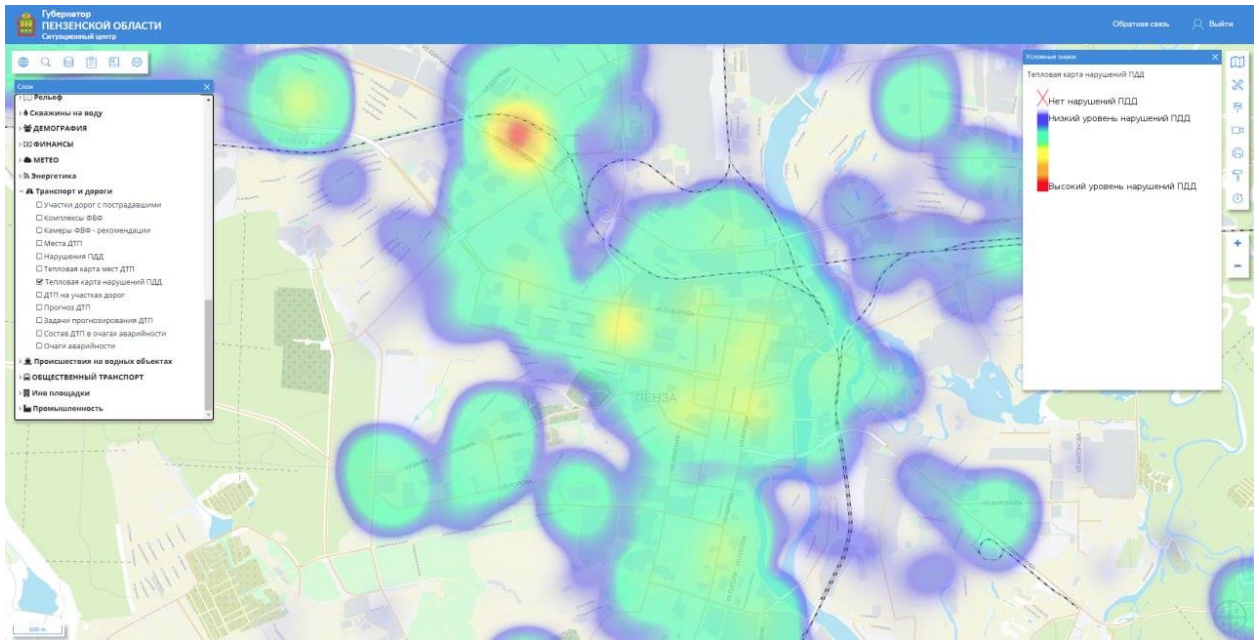 Губернатор
ПЕНЗЕНСКОЙ ОБЛАСТИ
Ситуационный центр
Обратная связь
Выйти
Слои
Рельеф
Скважины на воду
ДЕМОГРАФИЯ
ФИНАНСЫ
МЕТЕО
Энергетика
Транспорт и дороги
Участки дорог с пострадавшими
Комплексы ФВФ
Камеры ФВФ - рекомендации
Места ДТП
Нарушения ПДД
Тепловая карта мест ДТП
Тепловая карта нарушений ПДД
ДТП на участках дорог
Прогноз ДТП
Задачи прогнозирования ДТП
Состав ДТП в очагах аварийности
Очаги аварийности
Происшествия на водных объектах
ОБЩЕСТВЕННЫЙ ТРАНСПОРТ
Инв площадки
Промышленность
Условные знаки
Тепловая карта нарушений ПДД
Нет нарушений ПДД
Низкий уровень нарушений ПДД
Высокий уровень нарушений ПДД
УЛ СУВОРОВА
ПЕНЗА
УЛ АНТОНОВА
500 m